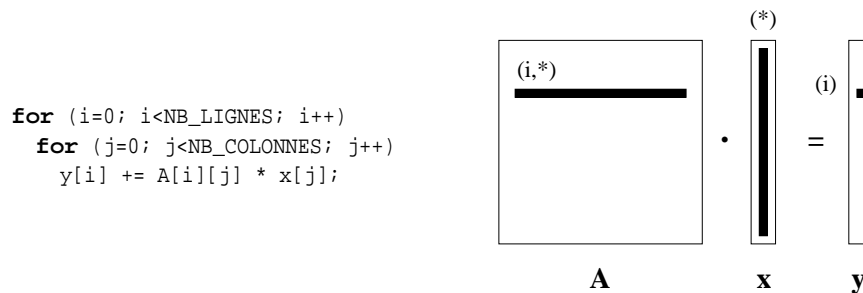 for (i=0; i<NB_LIGNES; i++)
for (j=0; j<NB_COLONNES; j++)
y[i] += A[i][j] * x[j];
(*)
(i,*)
(i)
· =
A x y